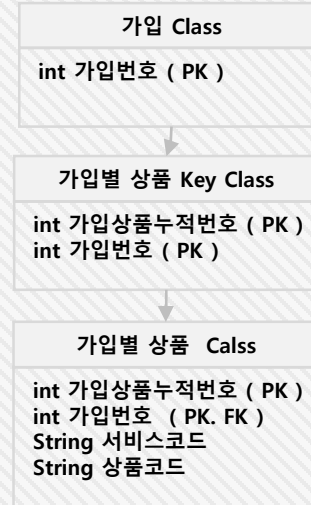 가입 Class
int 가입번호 ( PK )
가입별 상품 Key Class
int 가입상품누적번호 ( PK )
int 가입번호 ( PK )
가입별 상품 Calss
int 가입상품누적번호 ( PK )
int 가입번호 ( PK. FK )
String 서비스코드
String 상품코드